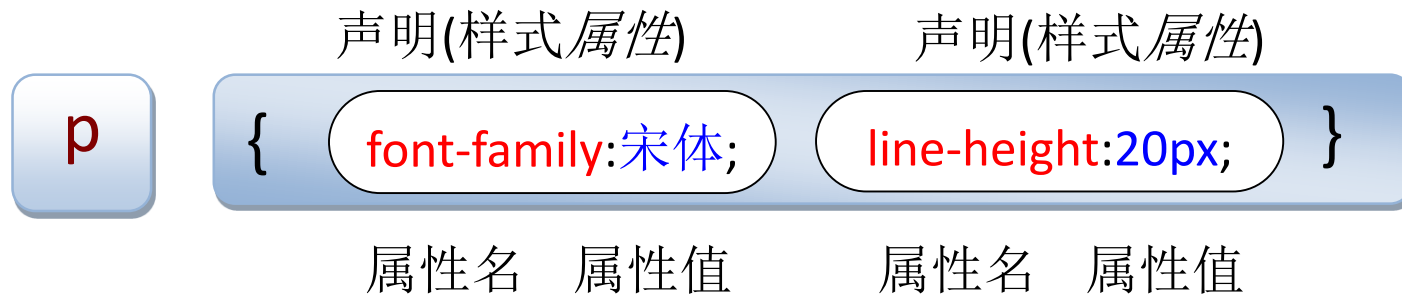 声明(样式属性) 声明(样式属性)
p { font-family:宋体; line-height:20px; }
属性名 属性值 属性名 属性值